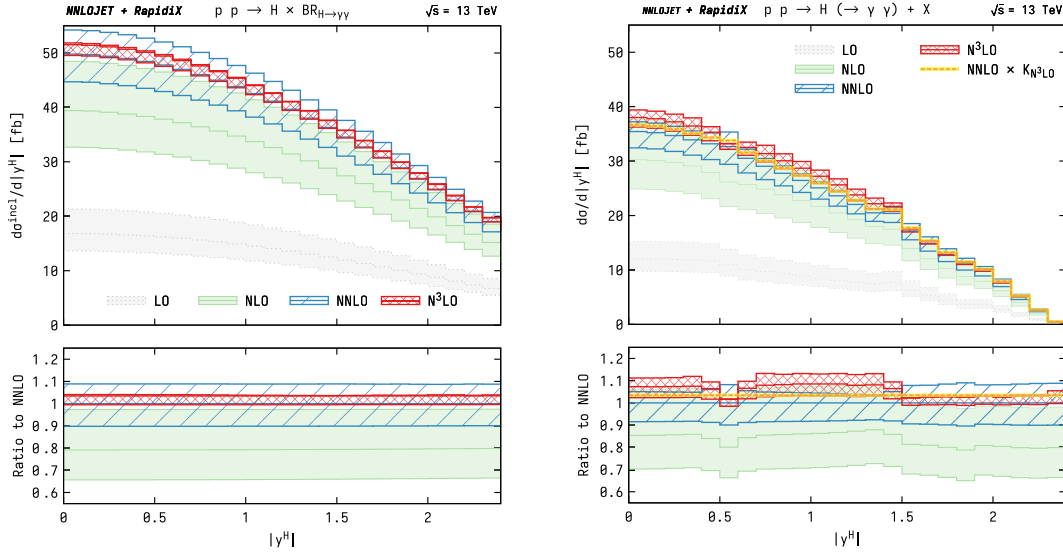 NNLOJET + RapidiX p p → H × BR_{H→γγ} √s = 13 TeV
dσ^{incl}/d|y^H| [fb]
50
40
30
20
10
0
LO NLO NNLO N³LO
Ratio to NNLO
1.2
1.1
1
0.9
0.8
0.7
0.6
0 0.5 1 1.5 2
|y^H|
NNLOJET + RapidiX p p → H (→ γ γ) + X √s = 13 TeV
dσ/d|y^H| [fb]
50
40
30
20
10
0
LO N³LO
NLO NNLO × K_{N³LO}
NNLO
Ratio to NNLO
1.2
1.1
1
0.9
0.8
0.7
0.6
0 0.5 1 1.5 2
|y^H|